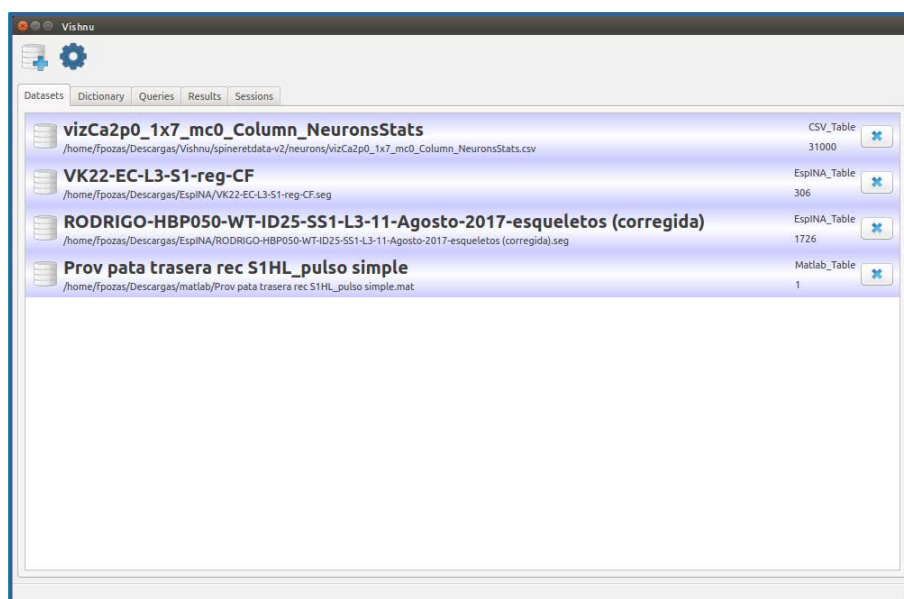 Vishnu
Datasets Dictionary Queries Results Sessions
vizCa2p0_1x7_mc0_Column_NeuronsStats CSV_Table
/home/fpozas/Descargas/Vishnu/spineretdata-v2/neurons/vizCa2p0_1x7_mc0_Column_NeuronsStats.csv 31000
VK22-EC-L3-S1-reg-CF EspINA_Table
/home/fpozas/Descargas/EspINA/VK22-EC-L3-S1-reg-CF.seg 306
RODRIGO-HBP050-WT-ID25-SS1-L3-11-Agosto-2017-esqueletos (corregida) EspINA_Table
/home/fpozas/Descargas/EspINA/RODRIGO-HBP050-WT-ID25-SS1-L3-11-Agosto-2017-esqueletos (corregida).seg 1726
Prov pata trasera rec S1HL_pulso simple Matlab_Table
/home/fpozas/Descargas/matlab/Prov pata trasera rec S1HL_pulso simple.mat 1